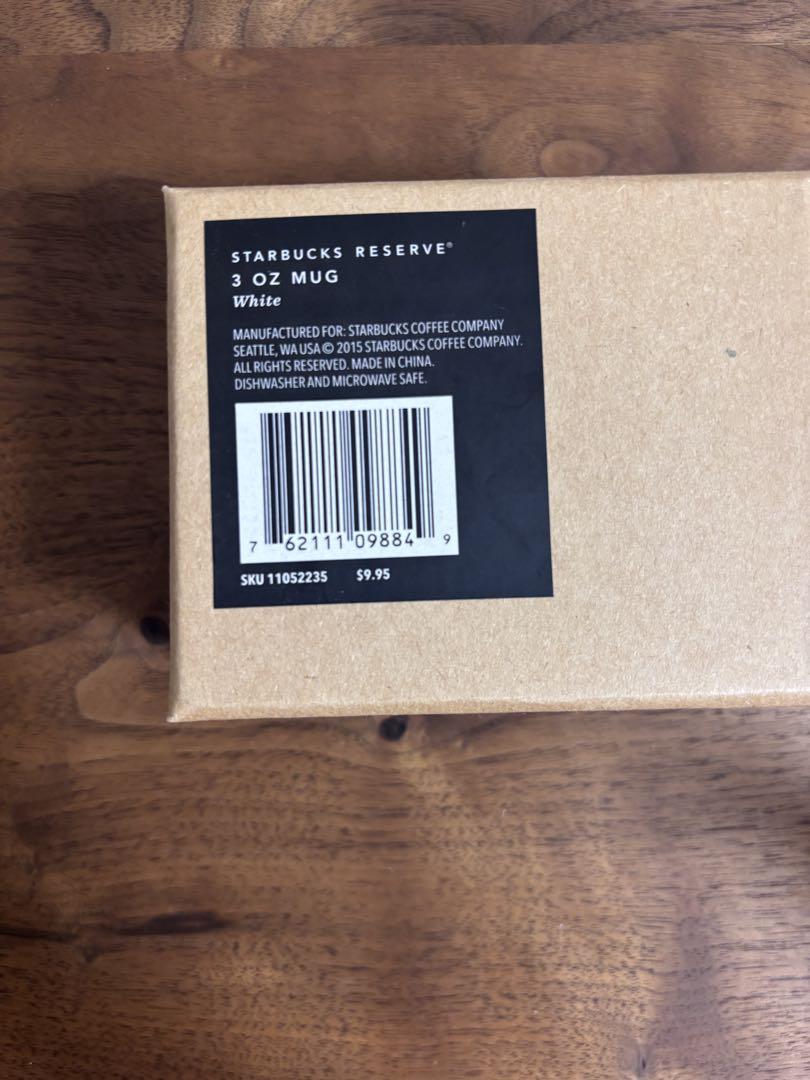 STARBUCKS RESERVE®
3 OZ MUG
White
MANUFACTURED FOR: STARBUCKS COFFEE COMPANY
SEATTLE, WA USA © 2015 STARBUCKS COFFEE COMPANY.
ALL RIGHTS RESERVED. MADE IN CHINA.
DISHWASHER AND MICROWAVE SAFE.
7 62111 09884 9
SKU 11052235 $9.95